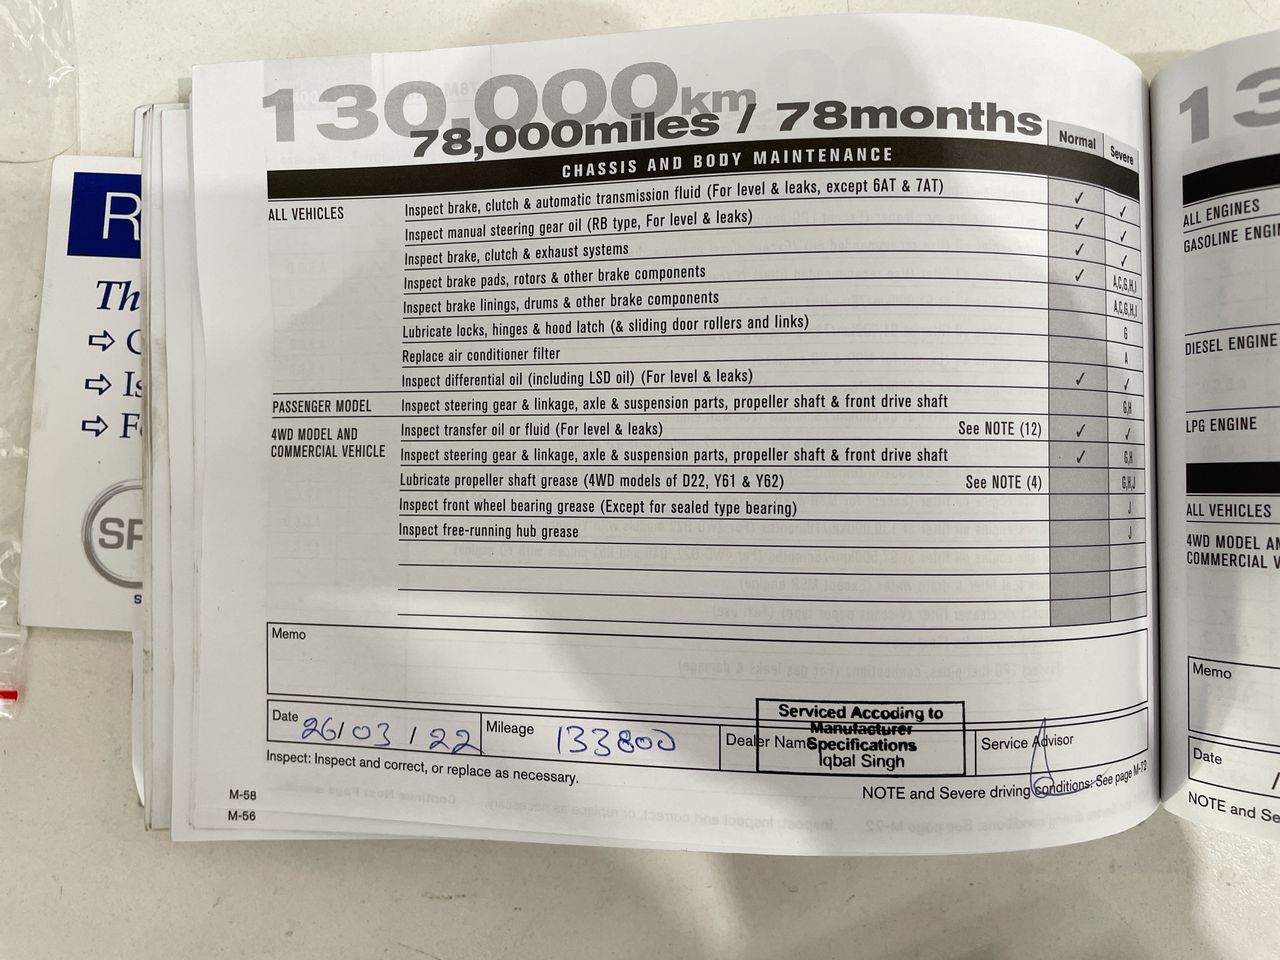 130,000km
78,000miles / 78months
Normal Severe
CHASSIS AND BODY MAINTENANCE
ALL VEHICLES Inspect brake, clutch & automatic transmission fluid (For level & leaks, except 6AT & 7AT) ✓ ✓
Inspect manual steering gear oil (RB type, For level & leaks) ✓ ✓
Inspect brake, clutch & exhaust systems ✓ ✓
Inspect brake pads, rotors & other brake components ✓ A,C,G,H,I
Inspect brake linings, drums & other brake components A,C,G,H,I
Lubricate locks, hinges & hood latch (& sliding door rollers and links) G
Replace air conditioner filter A
Inspect differential oil (including LSD oil) (For level & leaks) ✓ ✓
PASSENGER MODEL Inspect steering gear & linkage, axle & suspension parts, propeller shaft & front drive shaft G,H
4WD MODEL AND Inspect transfer oil or fluid (For level & leaks) See NOTE (12) ✓ ✓
COMMERCIAL VEHICLE Inspect steering gear & linkage, axle & suspension parts, propeller shaft & front drive shaft ✓ G,H
Lubricate propeller shaft grease (4WD models of D22, Y61 & Y62) See NOTE (4) G,H,J
Inspect front wheel bearing grease (Except for sealed type bearing) J
Inspect free-running hub grease J
Memo
Date 26/03/22 Mileage 133800 Dealer Name Service Advisor
Serviced Accoding to
Manufacturer
Specifications
Iqbal Singh
Inspect: Inspect and correct, or replace as necessary.
NOTE and Severe driving conditions: See page M-72
M-58
M-56
R
Th
SP
13
ALL ENGINES
GASOLINE ENGIN
DIESEL ENGINE
LPG ENGINE
ALL VEHICLES
4WD MODEL AN
COMMERCIAL V
Memo
Date /
NOTE and Se